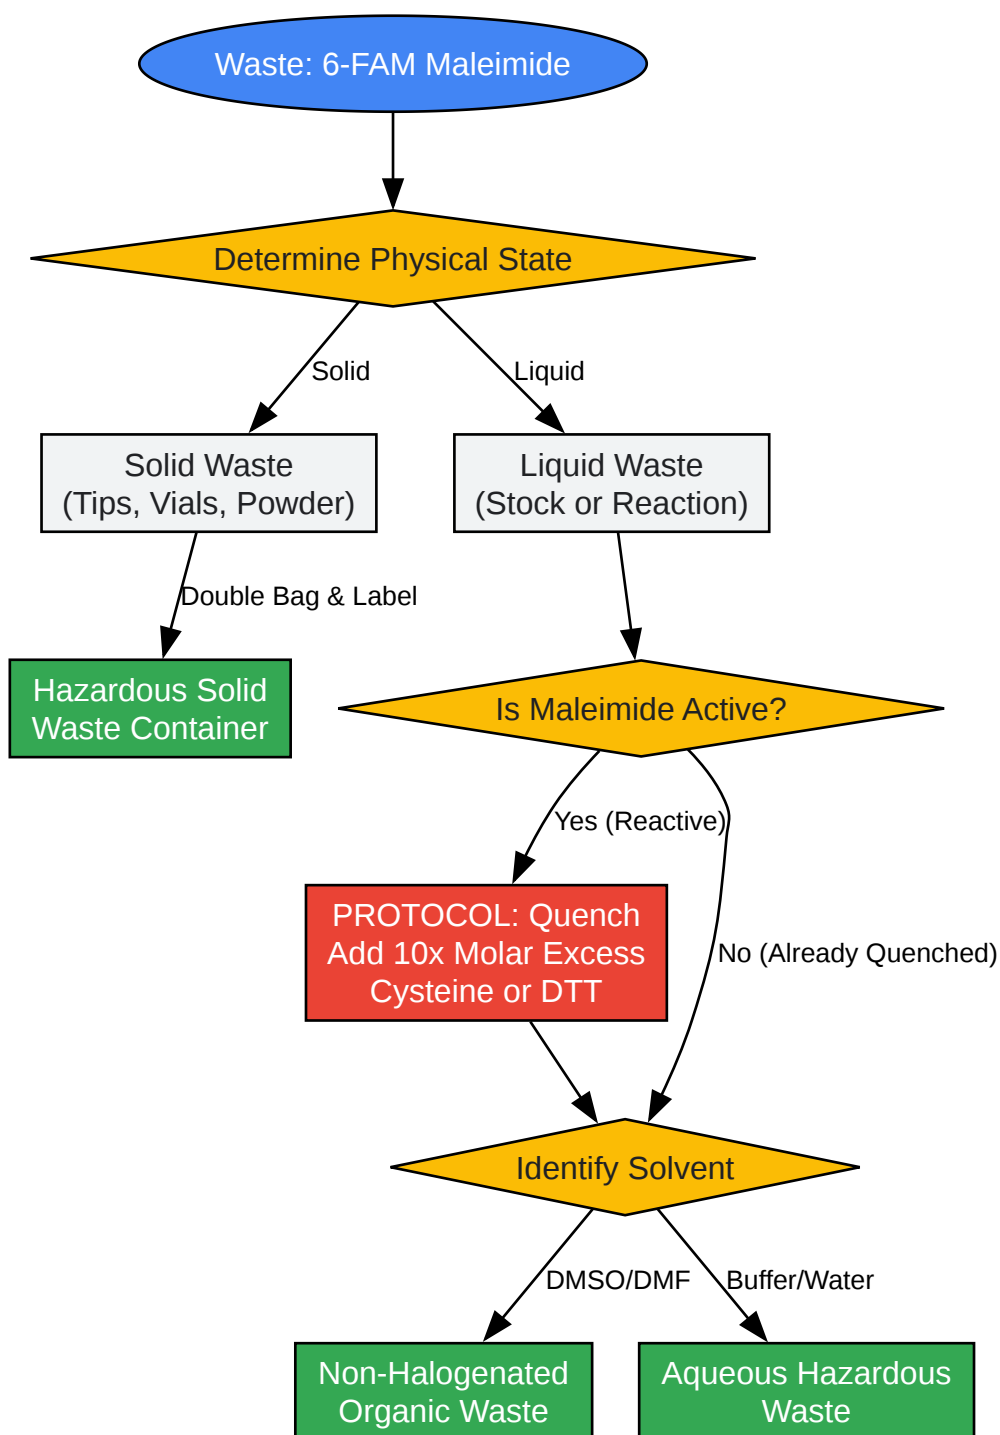 Waste: 6-FAM Maleimide
Determine Physical State
Solid
Liquid
Solid Waste
(Tips, Vials, Powder)
Liquid Waste
(Stock or Reaction)
Double Bag & Label
Hazardous Solid
Waste Container
Is Maleimide Active?
Yes (Reactive)
PROTOCOL: Quench
Add 10x Molar Excess
Cysteine or DTT
No (Already Quenched)
Identify Solvent
DMSO/DMF
Buffer/Water
Non-Halogenated
Organic Waste
Aqueous Hazardous
Waste